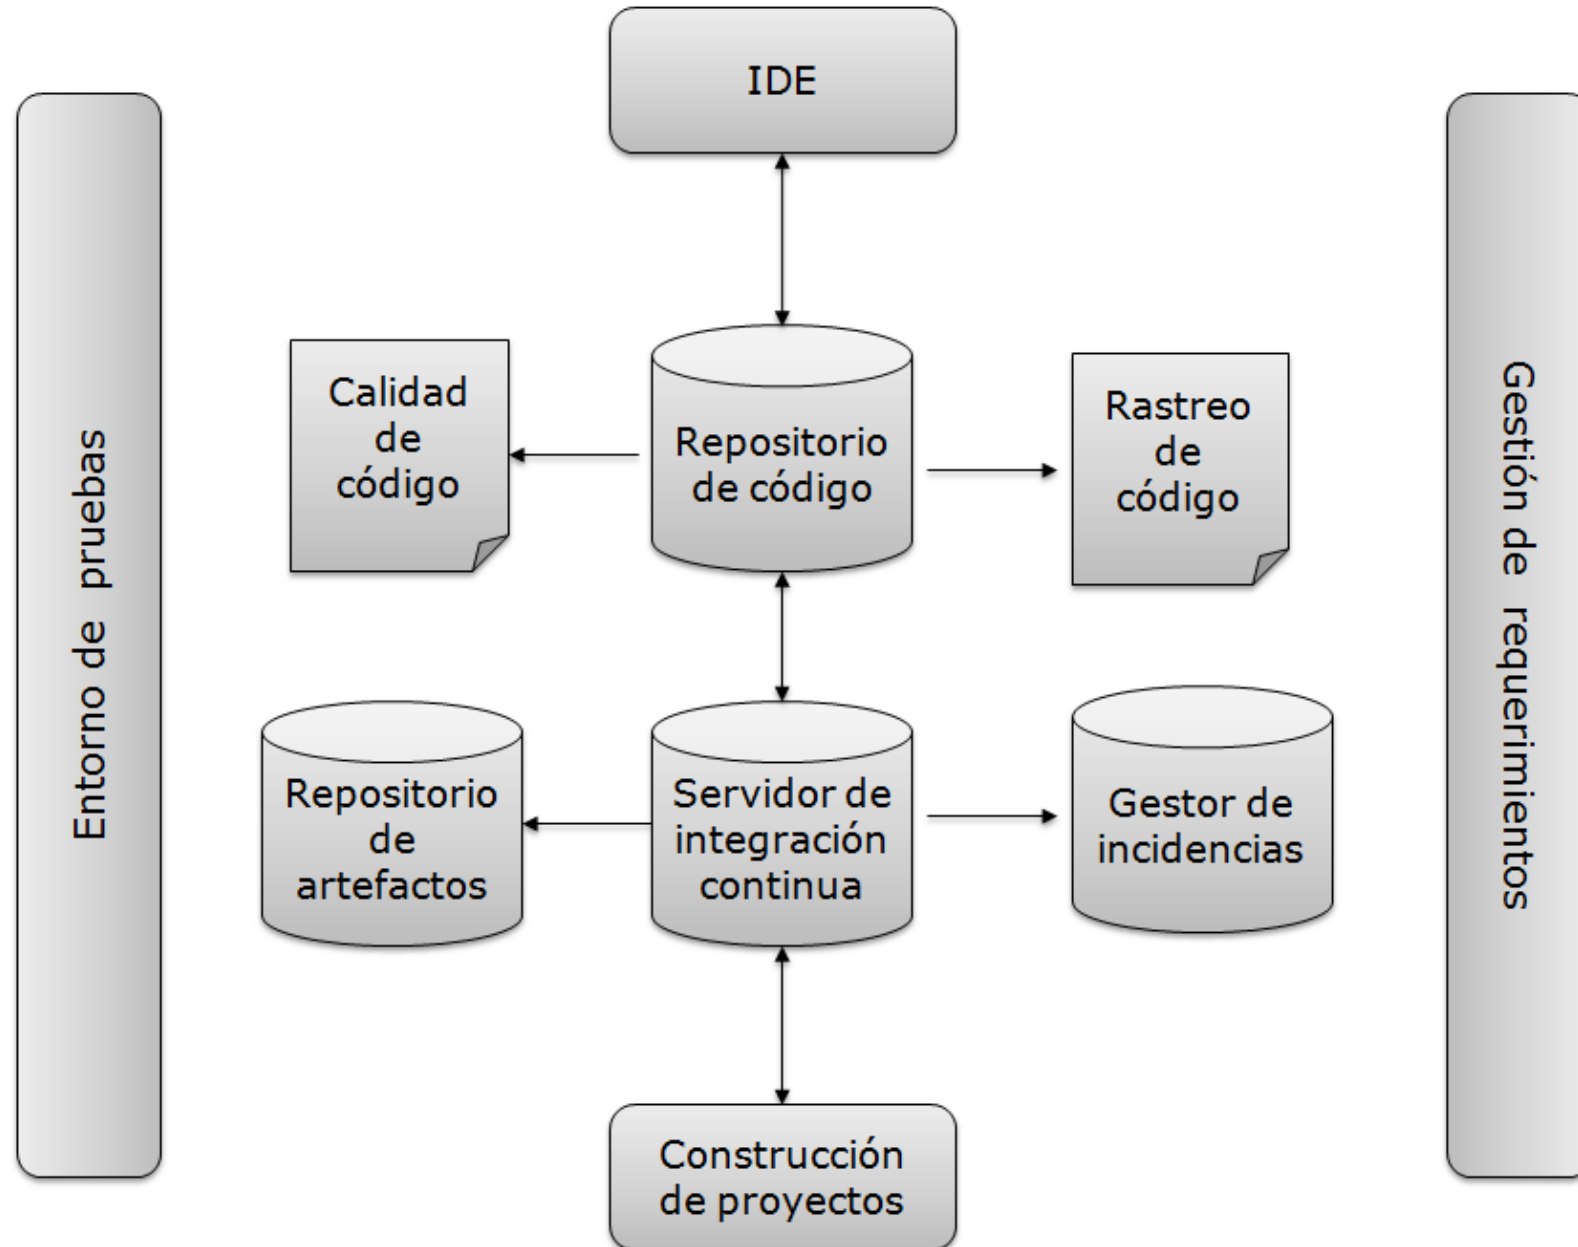 IDE
Entorno de pruebas
Calidad
de
código
Repositorio
de código
Rastreo
de
código
Gestión de requerimientos
Repositorio
de
artefactos
Servidor de
integración
continua
Gestor de
incidencias
Construcción
de proyectos